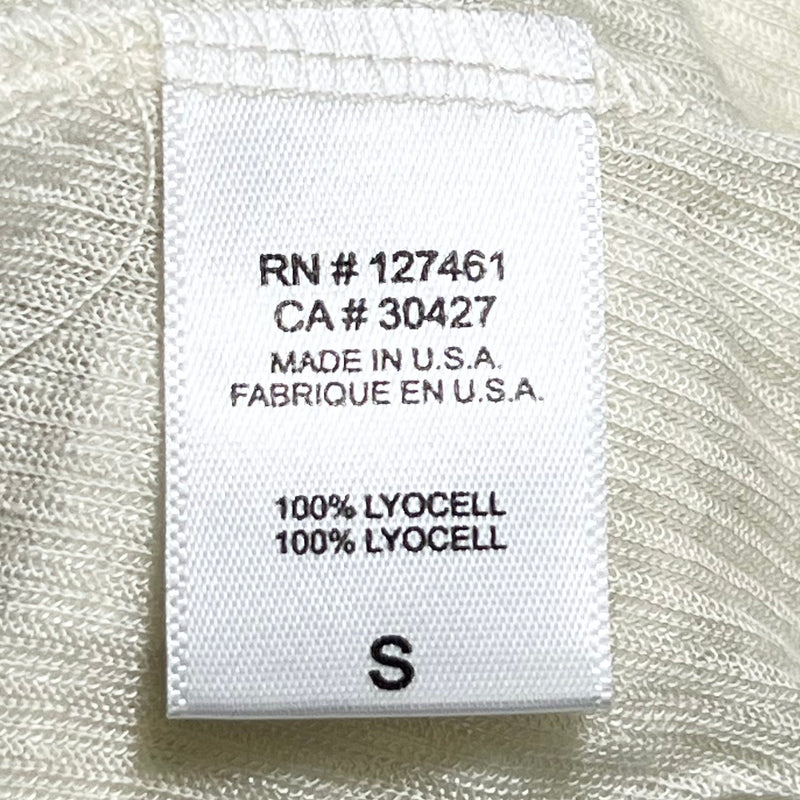 RN # 127461
CA # 30427
MADE IN U.S.A.
FABRIQUE EN U.S.A.
100% LYOCELL
100% LYOCELL
S